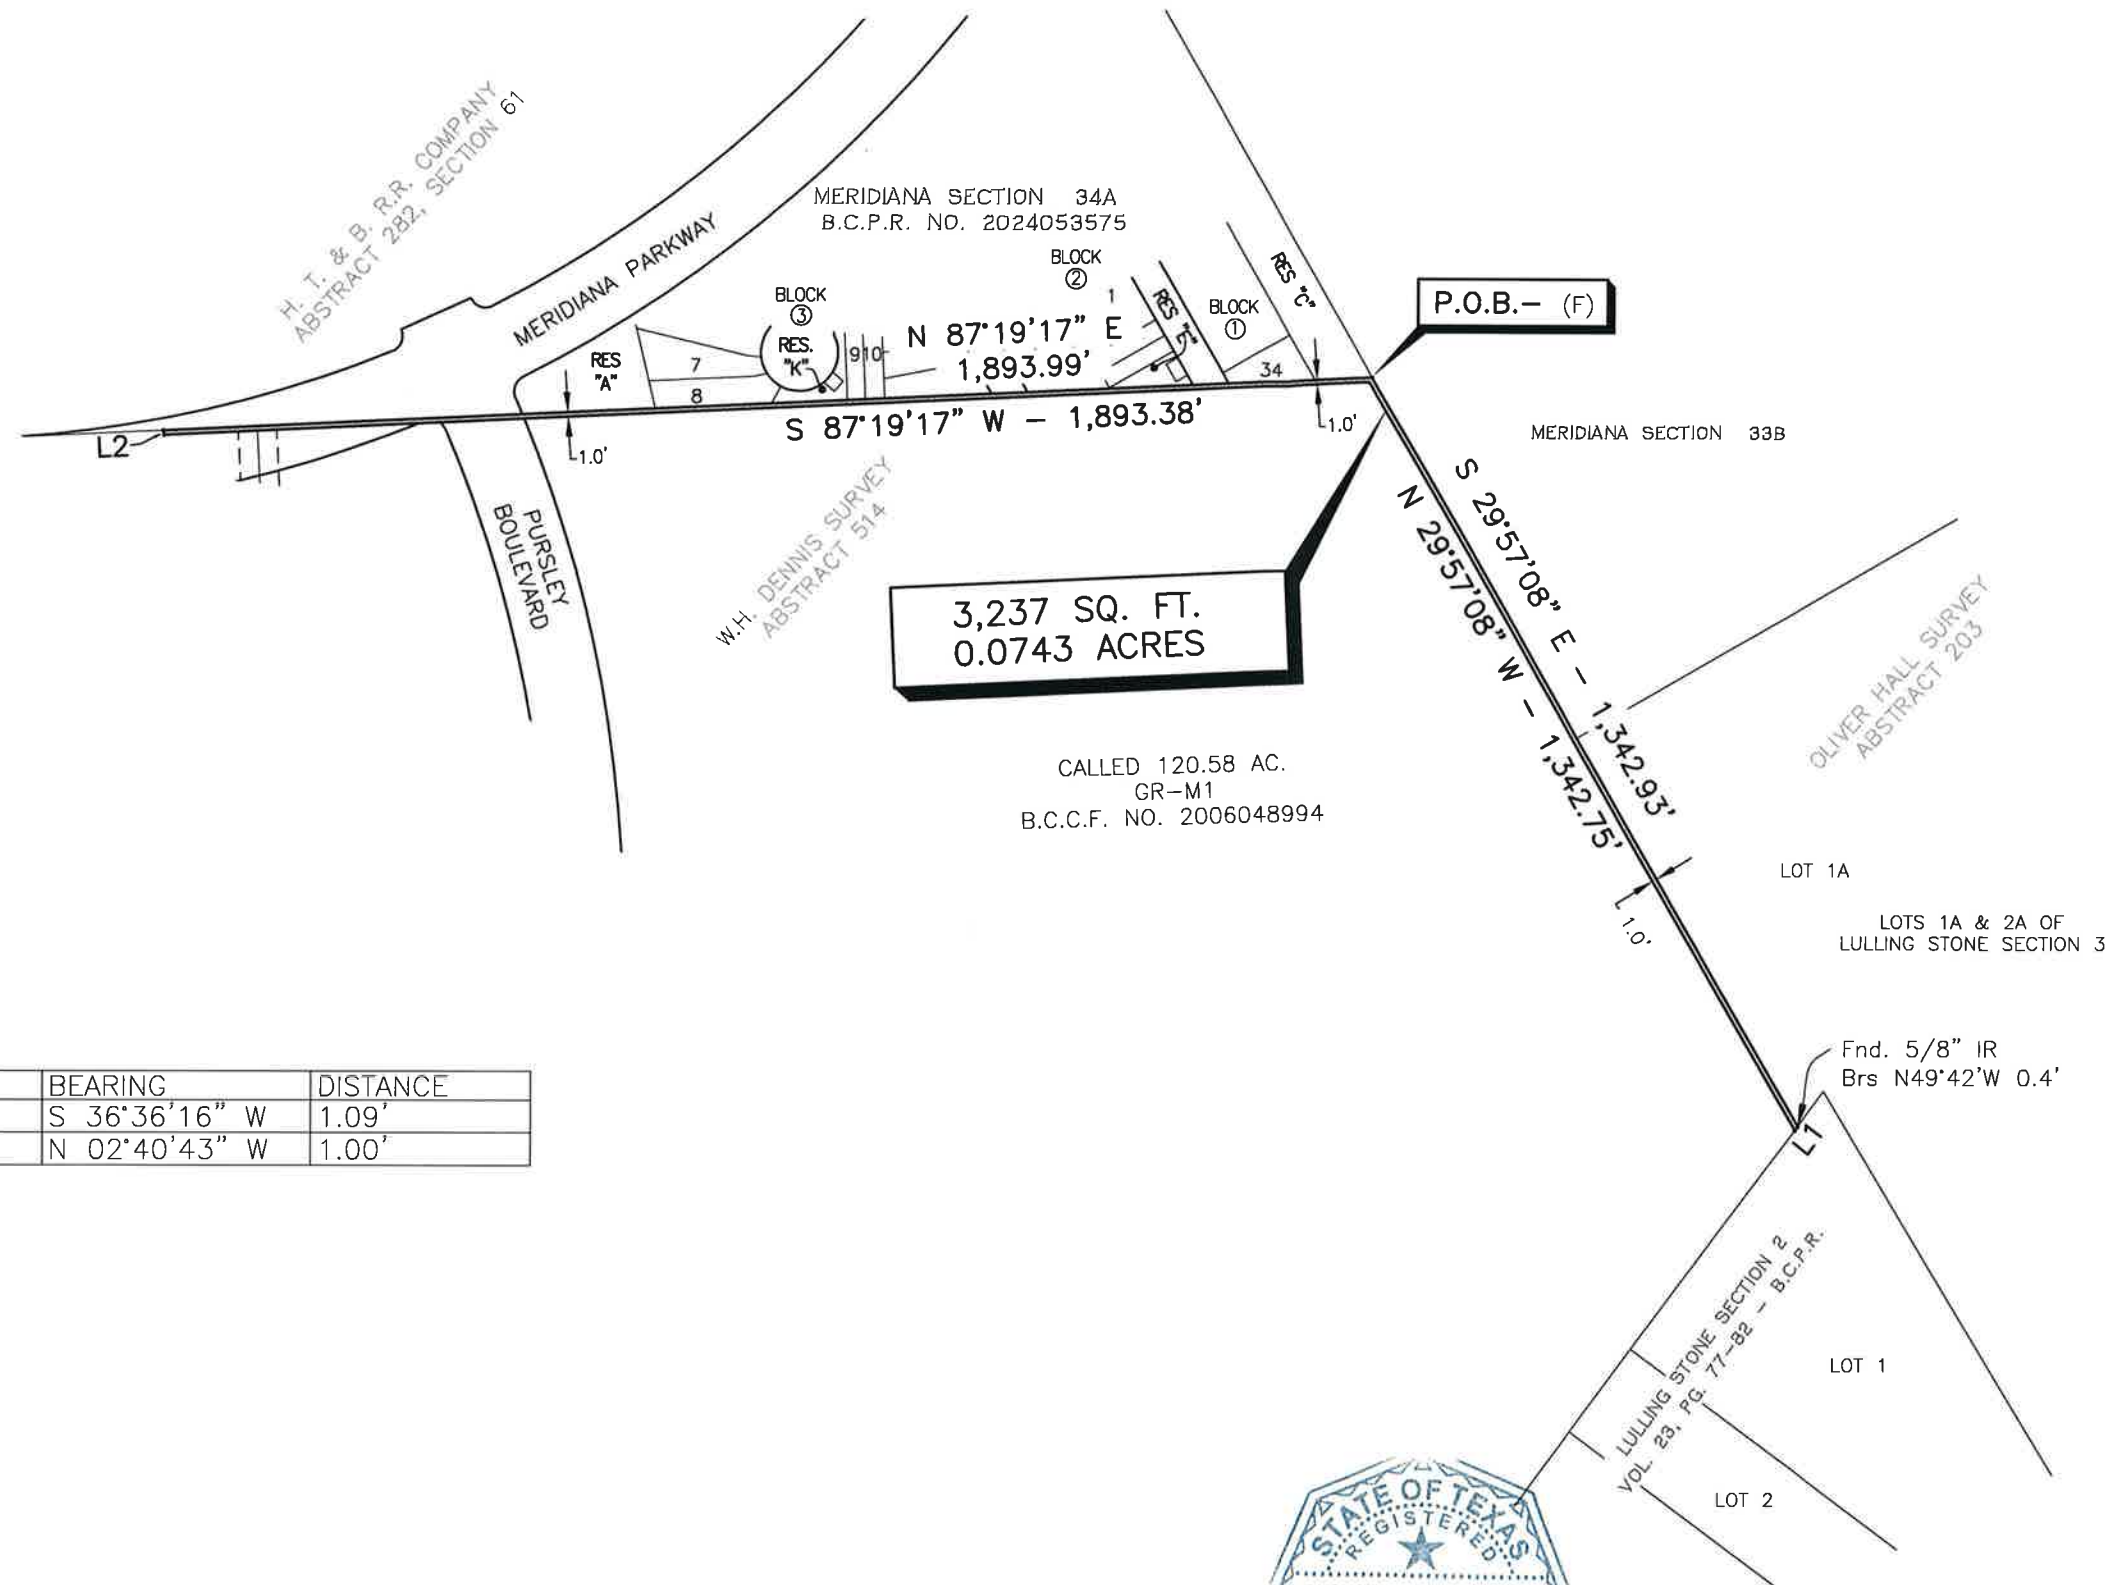 H. T. & B. R.R. COMPANY
ABSTRACT 282, SECTION 61
MERIDIANA PARKWAY
MERIDIANA SECTION 34A
B.C.P.R. NO. 2024053575
BLOCK
②
BLOCK
③
1
RES "E"
BLOCK
①
RES "C"
P.O.B.- (F)
RES
"A"
7
8
RES.
"K"
9
10
N 87°19'17" E
1,893.99'
34
S 87°19'17" W - 1,893.38'
L2
1.0'
1.0'
MERIDIANA SECTION 33B
PURSLEY
BOULEVARD
W.H. DENNIS SURVEY
ABSTRACT 514
S 29°57'08" E - 1,342.93'
N 29°57'08" W - 1,342.75'
3,237 SQ. FT.
0.0743 ACRES
OLIVER HALL SURVEY
ABSTRACT 203
CALLED 120.58 AC.
GR-M1
B.C.C.F. NO. 2006048994
LOT 1A
1.0'
LOTS 1A & 2A OF
LULLING STONE SECTION 3
Fnd. 5/8" IR
Brs N49°42'W 0.4'
L1
BEARING DISTANCE
S 36°36'16" W 1.09'
N 02°40'43" W 1.00'
LULLING STONE SECTION 2
VOL. 23, PG. 77-82 - B.C.P.R.
LOT 1
LOT 2
STATE OF TEXAS
REGISTERED